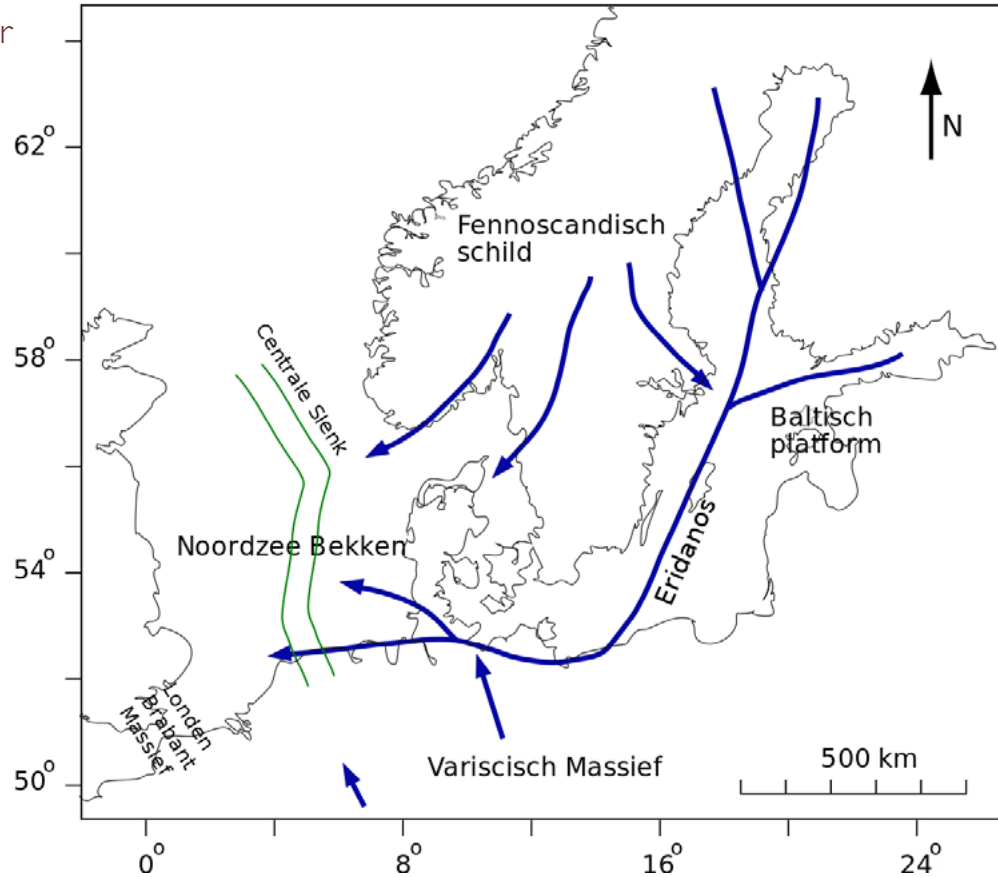 r
62°
N
Fennoscandisch
schild
58°
Centrale Slenk
Baltisch
platform
Noordzee Bekken
54°
Eridanos
Londen
Brabant
Massief
Variscisch Massief
500 km
50°
0°
8°
16°
24°